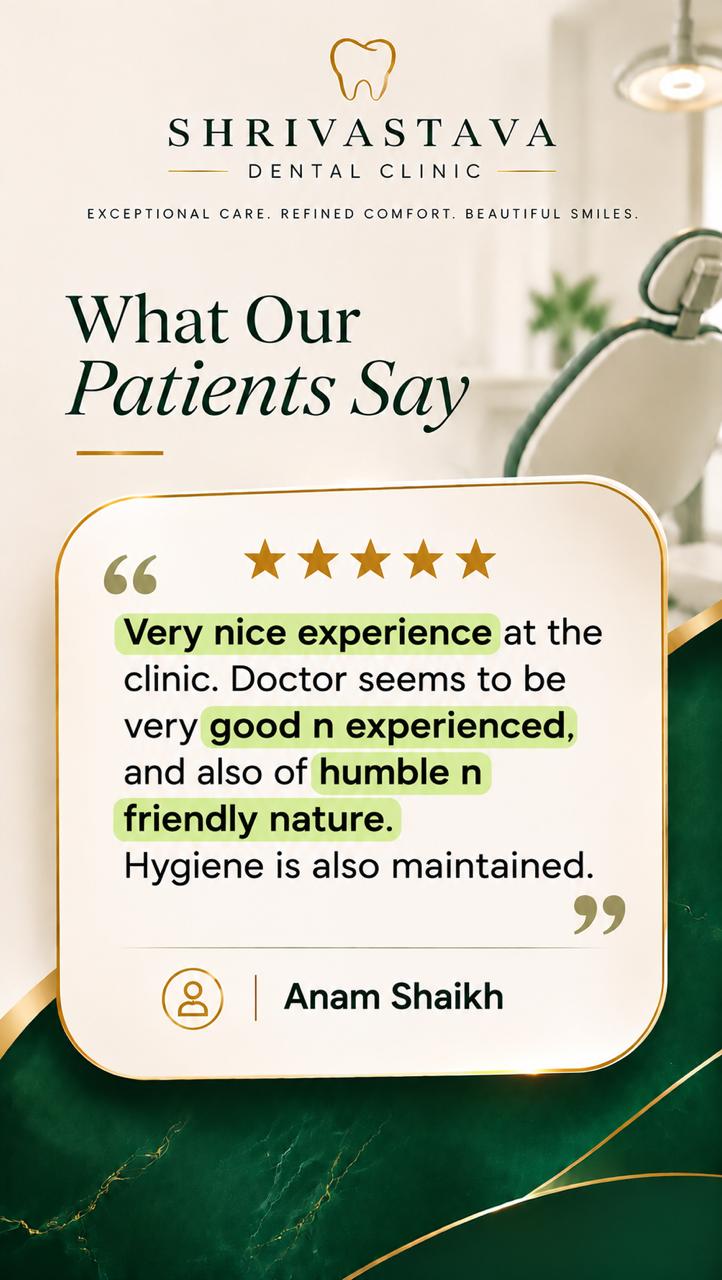 SHRIVASTAVA
DENTAL CLINIC
EXCEPTIONAL CARE. REFINED COMFORT. BEAUTIFUL SMILES.
What Our
Patients Say
“
Very nice experience at the
clinic. Doctor seems to be
very good n experienced,
and also of humble n
friendly nature.
Hygiene is also maintained.
”
Anam Shaikh